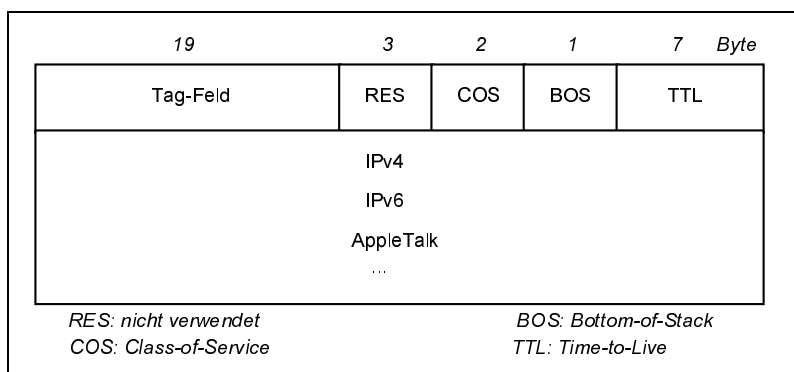 19 3 2 1 7 Byte
Tag-Feld RES COS BOS TTL
IPv4
IPv6
AppleTalk
...
RES: nicht verwendet BOS: Bottom-of-Stack
COS: Class-of-Service TTL: Time-to-Live